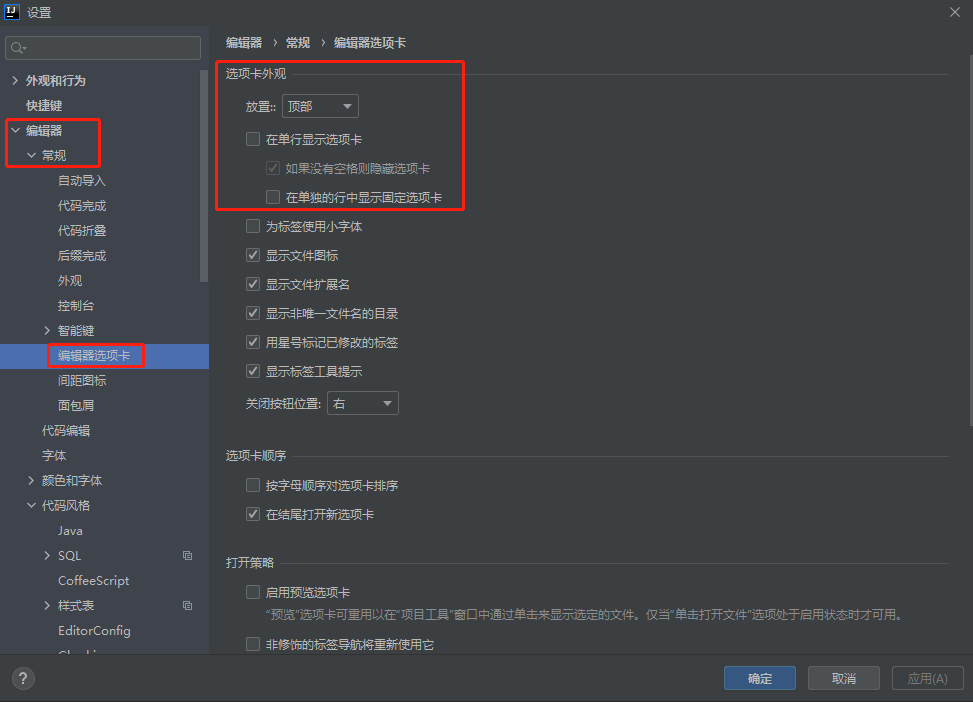 IJ
设置
编辑器 › 常规 › 编辑器选项卡
外观和行为
快捷键
编辑器
常规
自动导入
代码完成
代码折叠
后缀完成
外观
控制台
智能键
编辑器选项卡
间距图标
面包屑
代码编辑
字体
颜色和字体
代码风格
Java
SQL
CoffeeScript
样式表
EditorConfig
选项卡外观
放置:: 顶部
在单行显示选项卡
如果没有空格则隐藏选项卡
在单独的行中显示固定选项卡
为标签使用小字体
显示文件图标
显示文件扩展名
显示非唯一文件名的目录
用星号标记已修改的标签
显示标签工具提示
关闭按钮位置: 右
选项卡顺序
按字母顺序对选项卡排序
在结尾打开新选项卡
打开策略
启用预览选项卡
“预览”选项卡可重用以在“项目工具”窗口中通过单击来显示选定的文件。仅当“单击打开文件”选项处于启用状态时才可用。
非修饰的标签导航将重新使用它
?
确定
取消
应用(A)